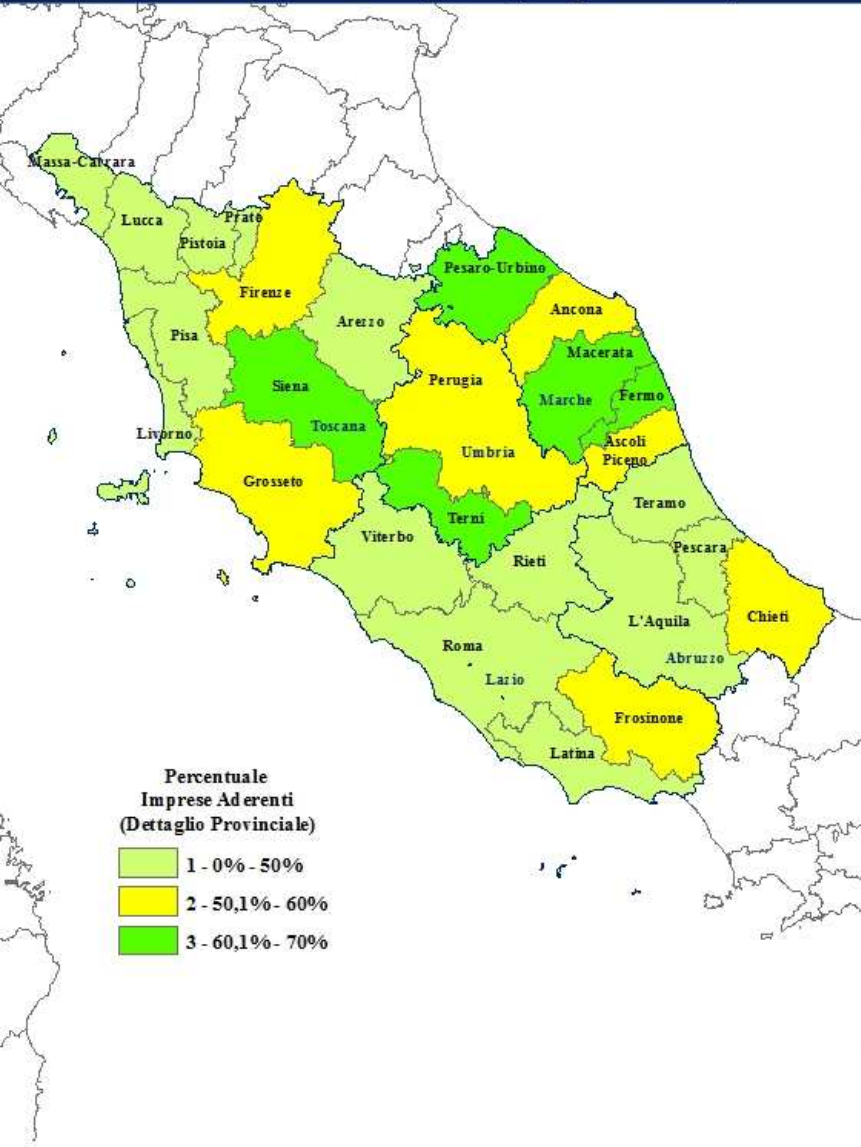 Massa-Carrara
Lucca
Prato
Pistoia
Firenze
Pesaro-Urbino
Ancona
Arezzo
Pisa
Macerata
Perugia
Siena
Marche
Fermo
Toscana
Livorno
Ascoli
Piceno
Umbria
Grosseto
Teramo
Terni
Viterbo
Pescara
Rieti
Chieti
L'Aquila
Roma
Abruzzo
Lazio
Frosinone
Latina
Percentuale
Imprese Aderenti
(Dettaglio Provinciale)
1 - 0% - 50%
2 - 50,1% - 60%
3 - 60,1% - 70%